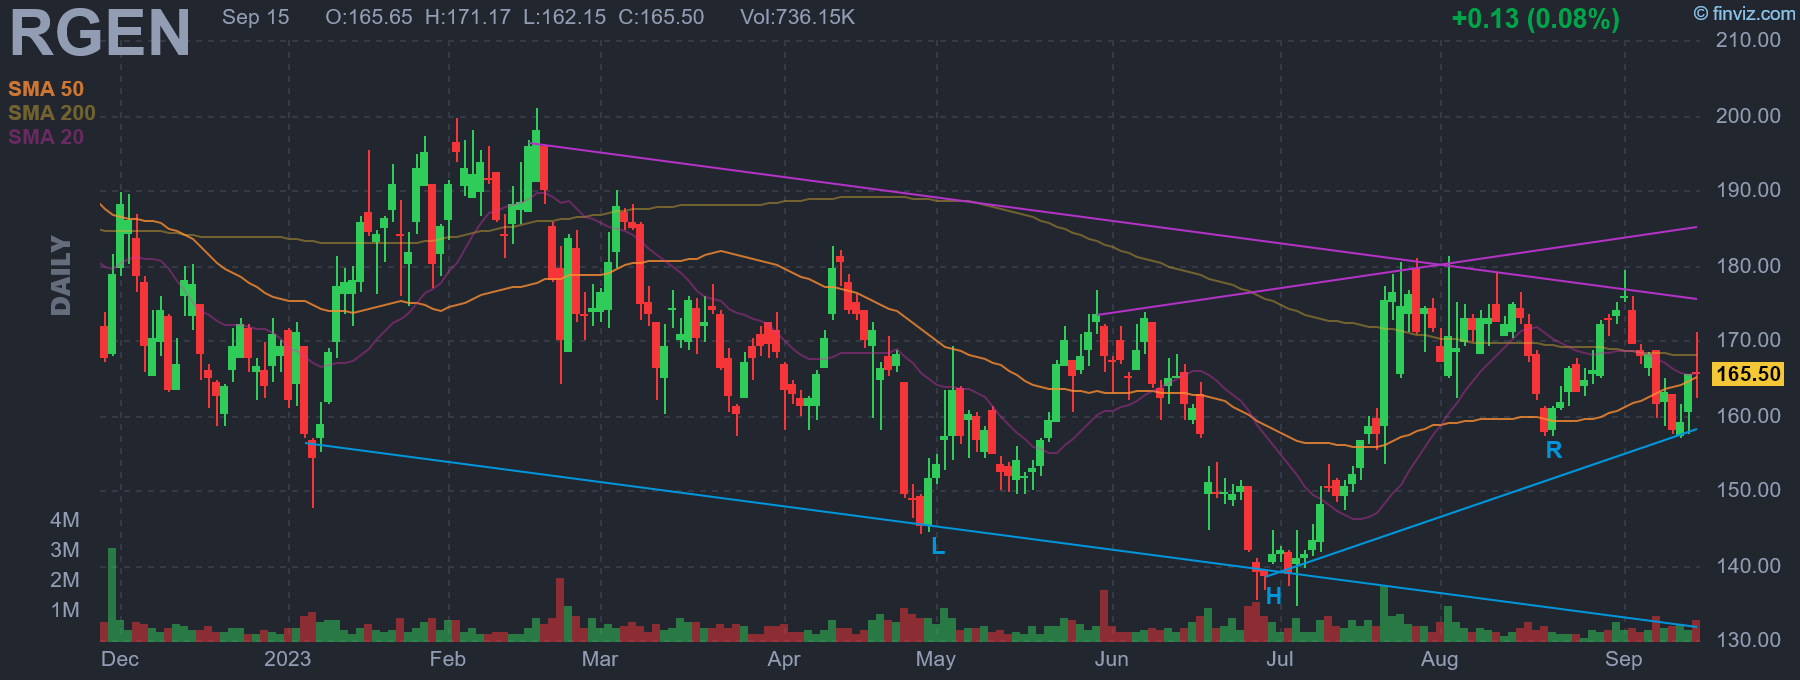 RGEN Sep 15 O:165.65 H:171.17 L:162.15 C:165.50 Vol:736.15K +0.13 (0.08%) © finviz.com
SMA 50
SMA 200
SMA 20
DAILY
210.00
200.00
190.00
180.00
170.00
165.50
160.00
150.00
140.00
130.00
R
L
H
4M
3M
2M
1M
Dec 2023 Feb Mar Apr May Jun Jul Aug Sep